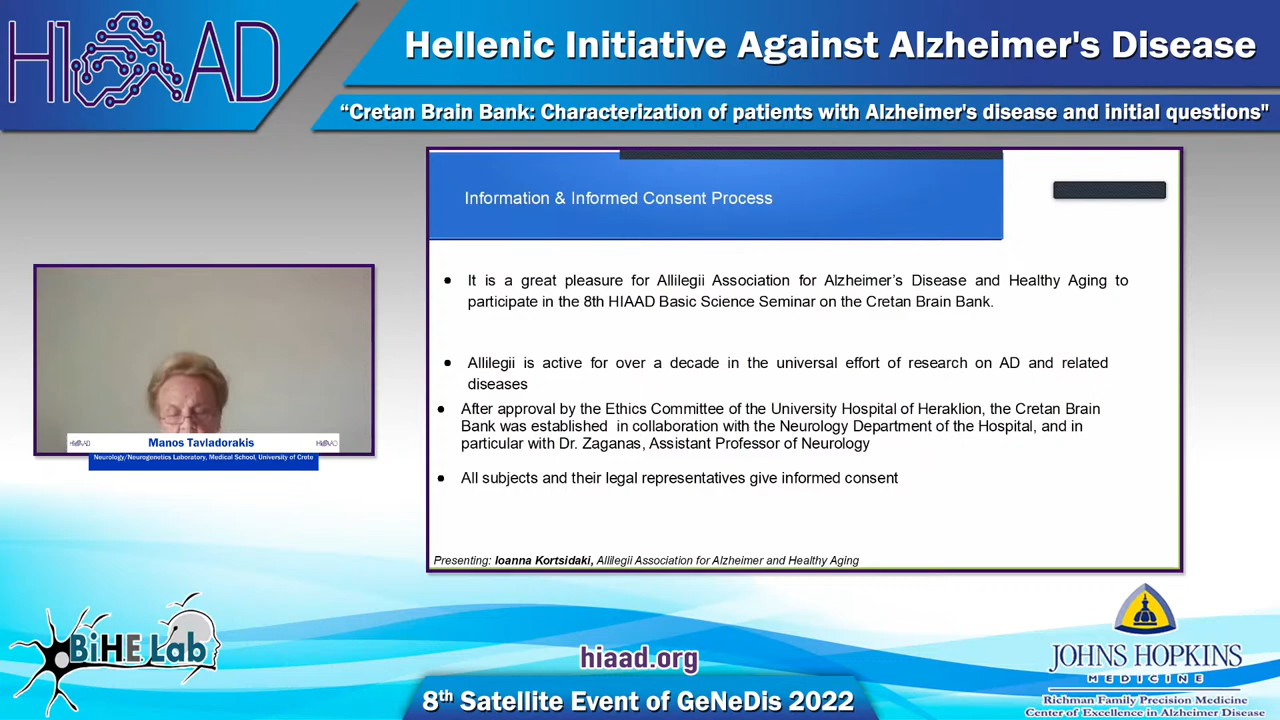 HIAAD
Hellenic Initiative Against Alzheimer's Disease
“Cretan Brain Bank: Characterization of patients with Alzheimer's disease and initial questions"
Information & Informed Consent Process
● It is a great pleasure for Allilegii Association for Alzheimer’s Disease and Healthy Aging to
participate in the 8th HIAAD Basic Science Seminar on the Cretan Brain Bank.
● Allilegii is active for over a decade in the universal effort of research on AD and related
diseases
● After approval by the Ethics Committee of the University Hospital of Heraklion, the Cretan Brain
Bank was established in collaboration with the Neurology Department of the Hospital, and in
particular with Dr. Zaganas, Assistant Professor of Neurology
● All subjects and their legal representatives give informed consent
Presenting: Ioanna Kortsidaki, Allilegii Association for Alzheimer and Healthy Aging
HIAAD Manos Tavladorakis HIAAD
Neurology/Neurogenetics Laboratory, Medical School, University of Crete
BiHE Lab
hiaad.org
8th Satellite Event of GeNeDis 2022
JOHNS HOPKINS
MEDICINE
Richman Family Precision Medicine
Center of Excellence in Alzheimer Disease